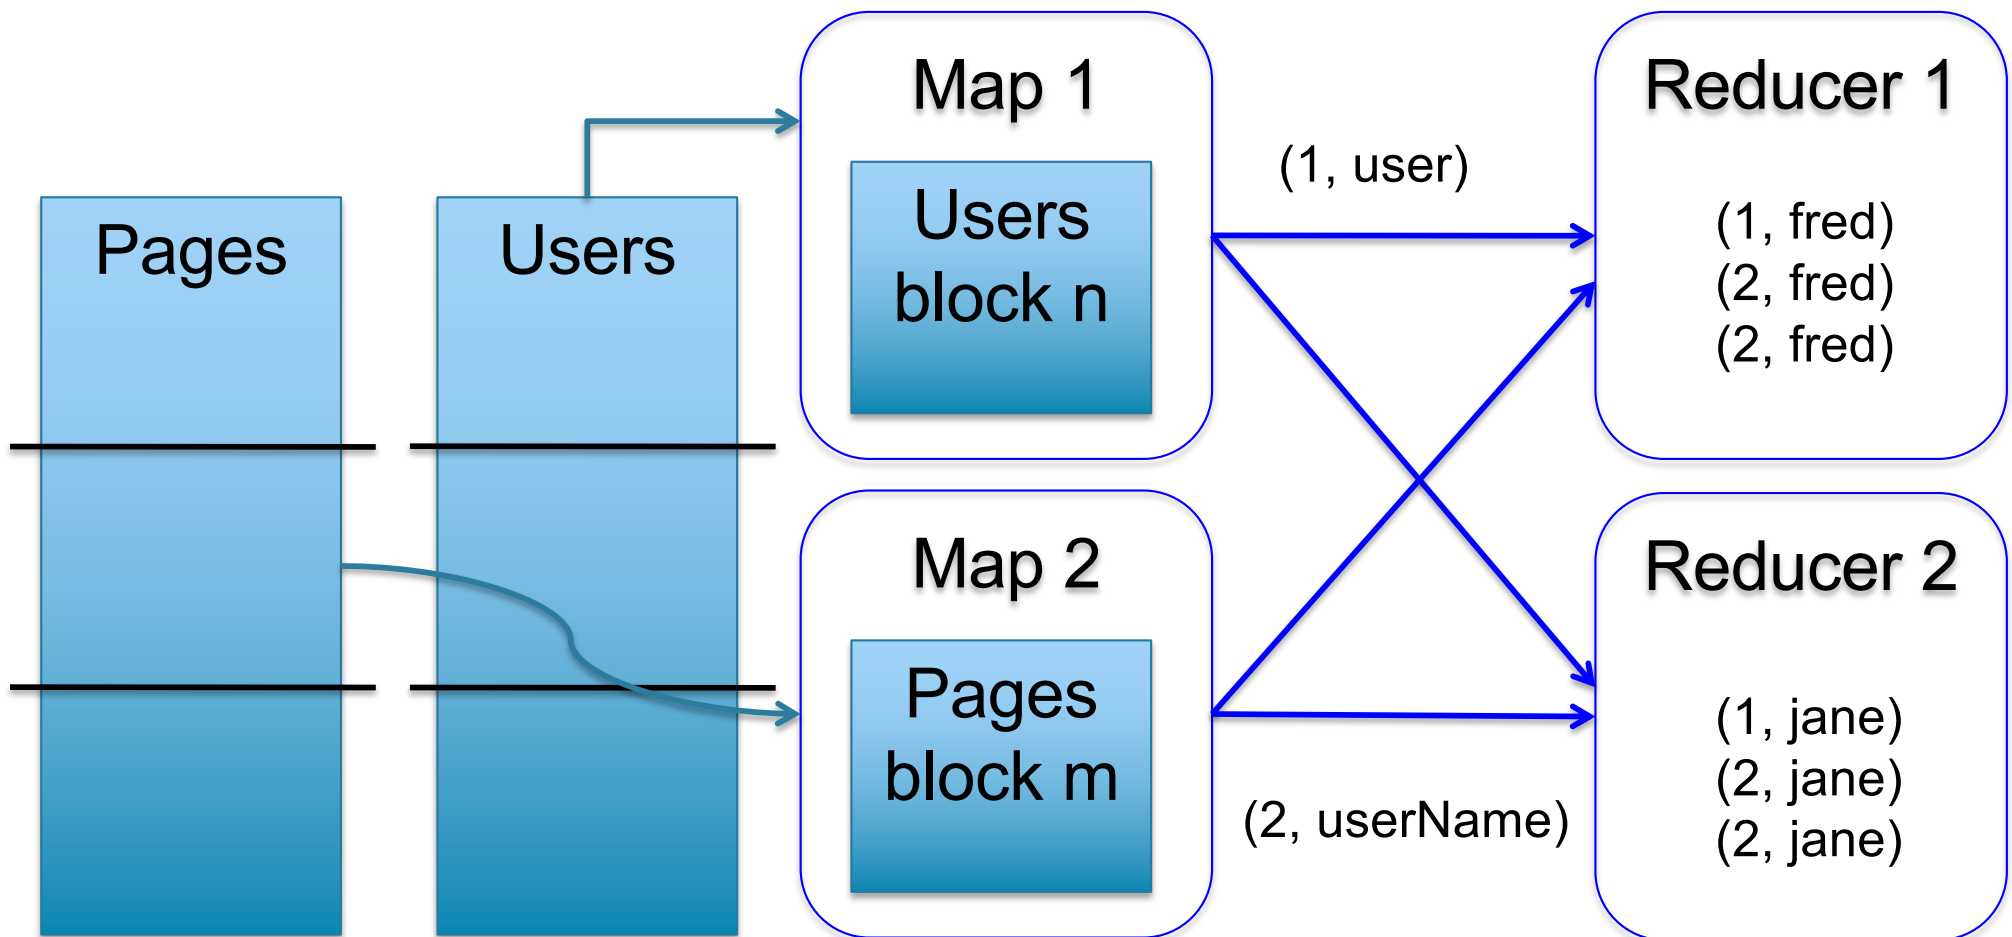 Pages
Users
Map 1
Users
block n
Map 2
Pages
block m
(1, user)
(2, userName)
Reducer 1
(1, fred)
(2, fred)
(2, fred)
Reducer 2
(1, jane)
(2, jane)
(2, jane)